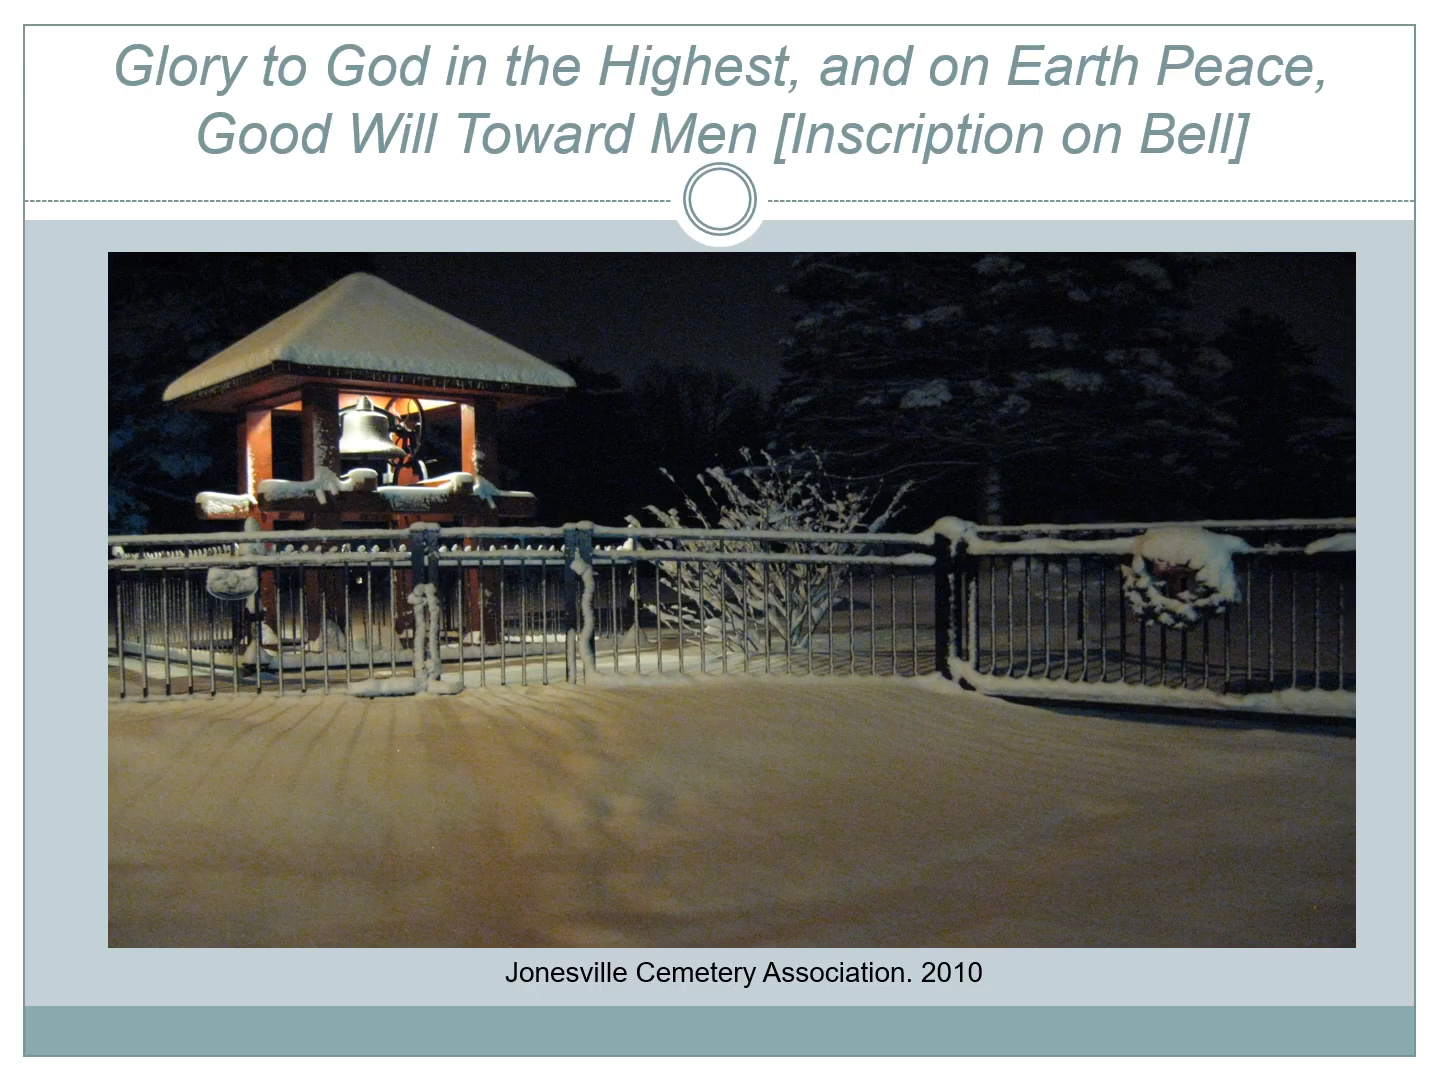 Glory to God in the Highest, and on Earth Peace,
Good Will Toward Men [Inscription on Bell]
Jonesville Cemetery Association. 2010